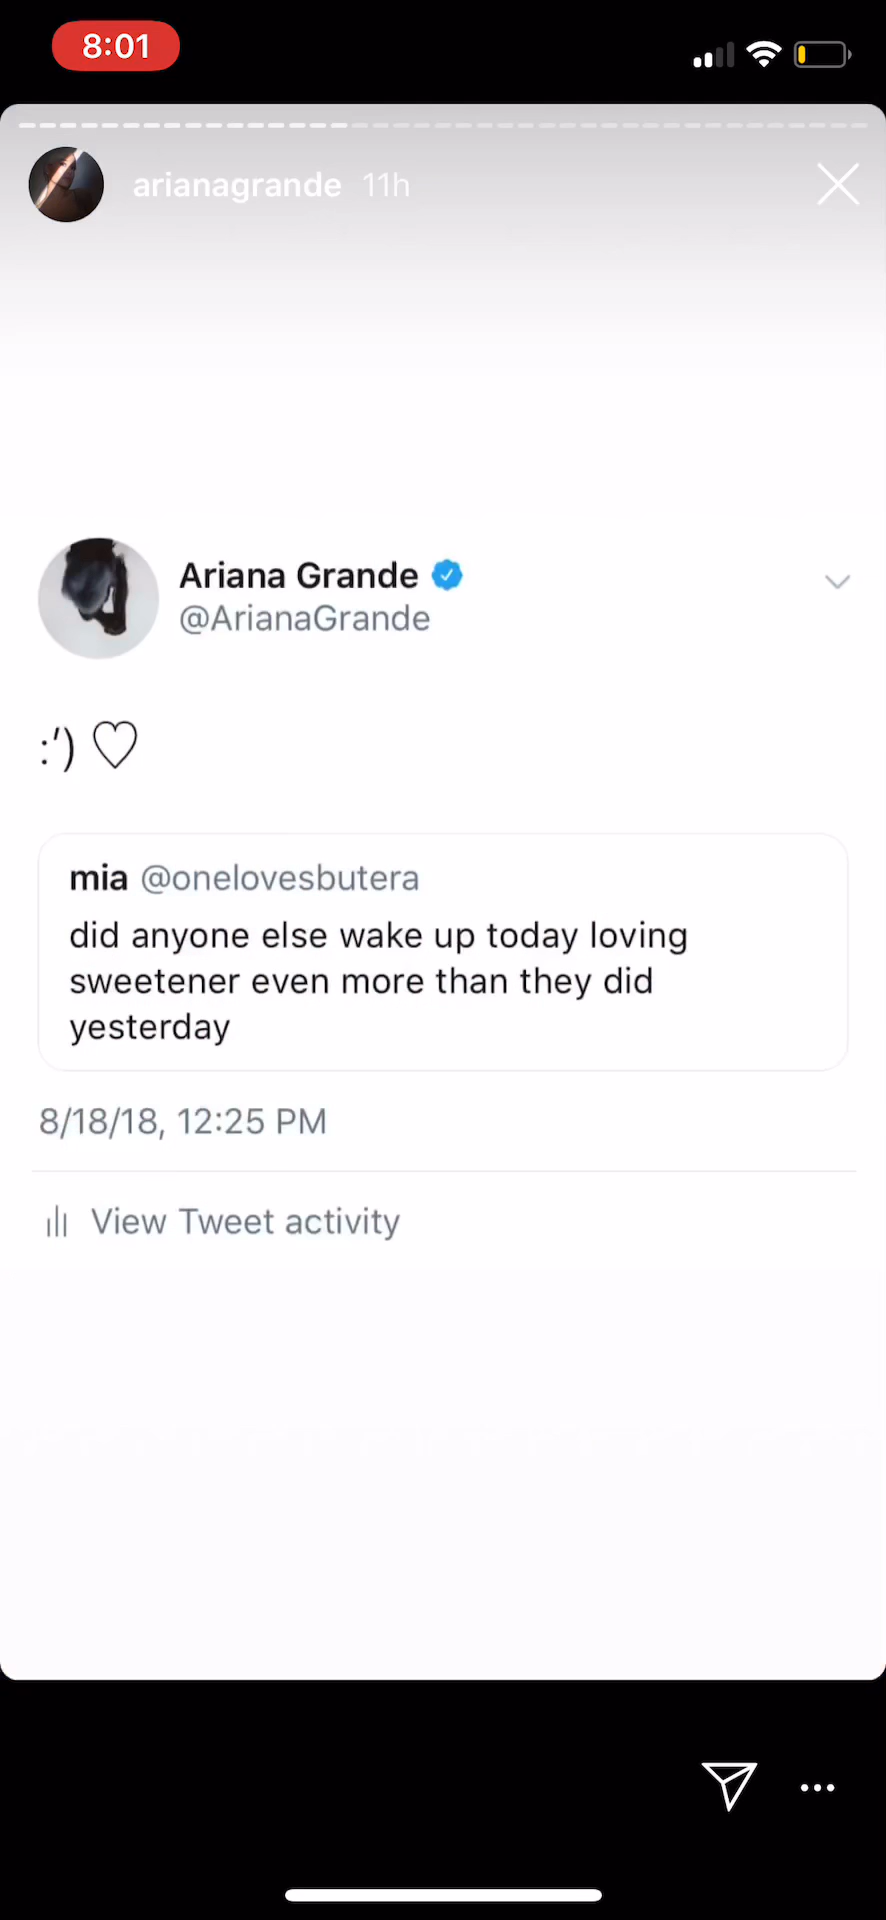 8:01
arianagrande 11h
Ariana Grande
@ArianaGrande
:') ♡
mia @onelovesbutera
did anyone else wake up today loving
sweetener even more than they did
yesterday
8/18/18, 12:25 PM
View Tweet activity